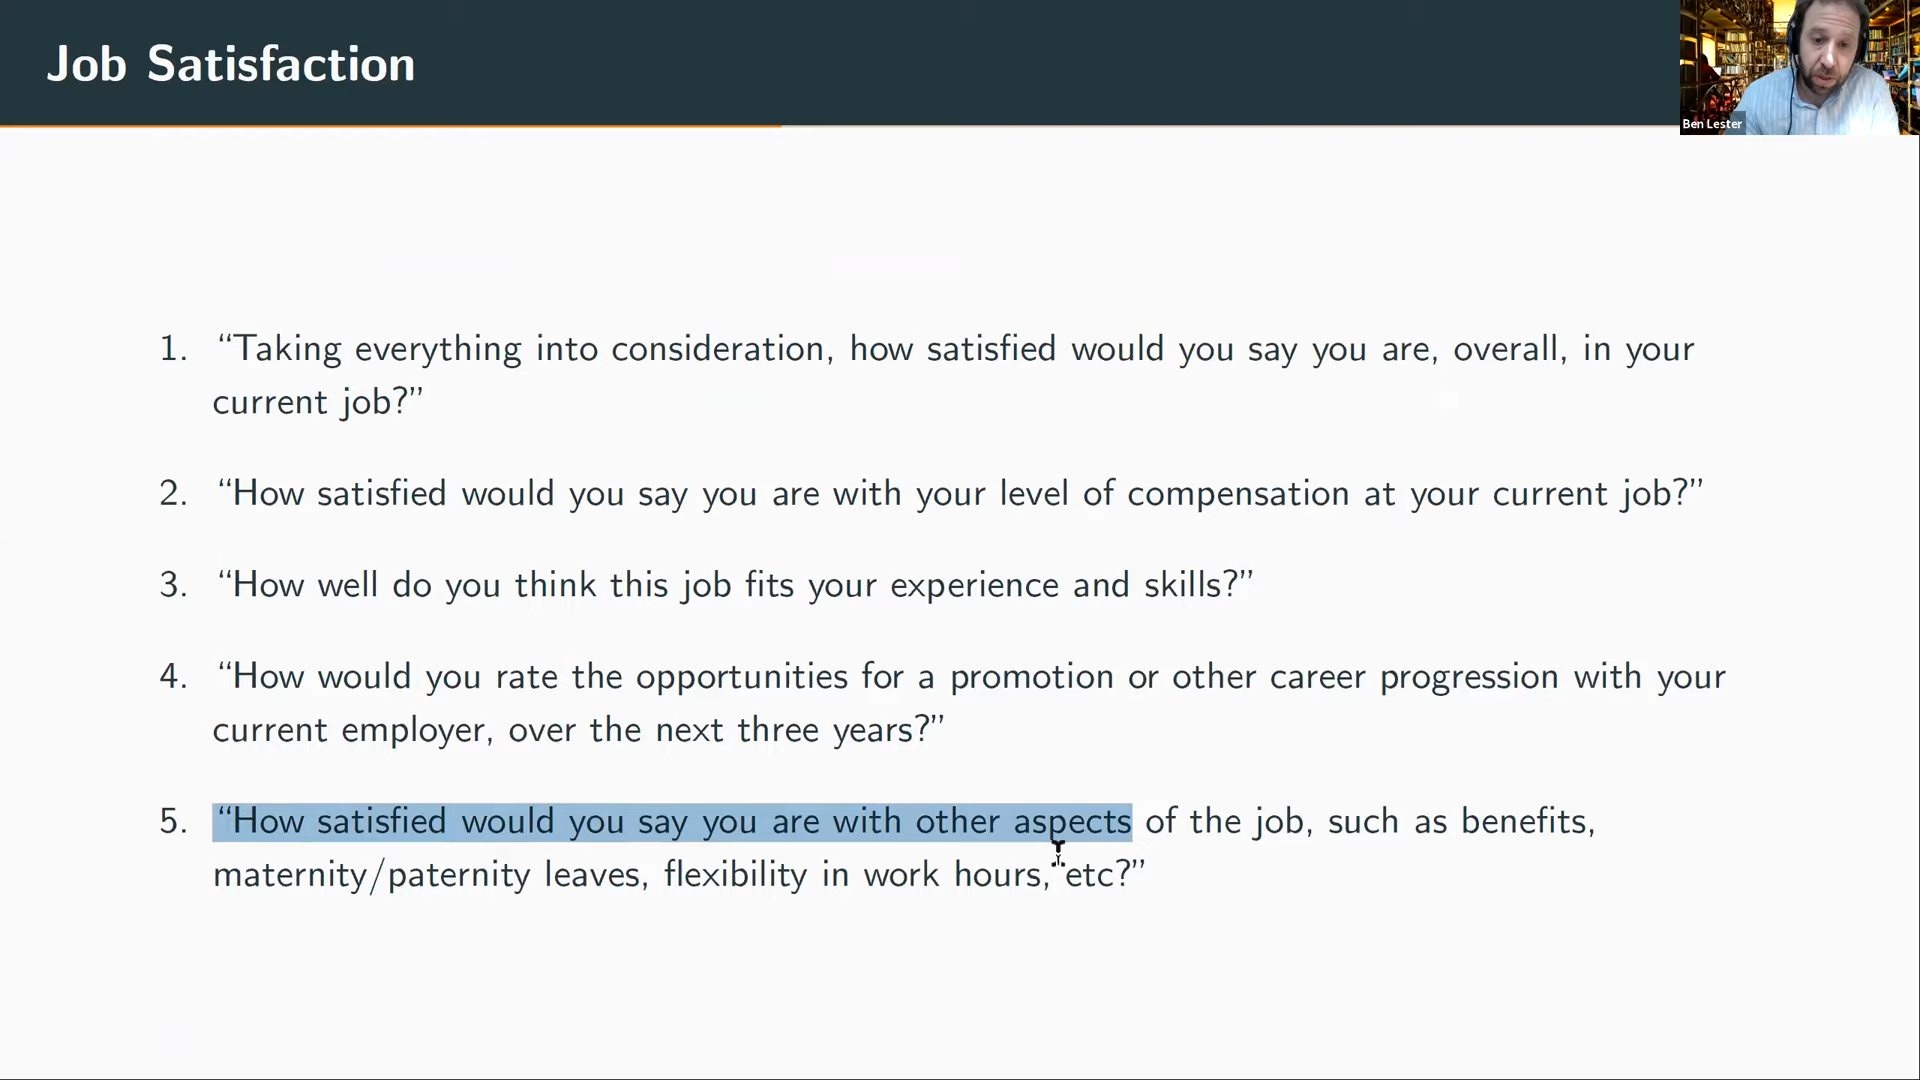 Job Satisfaction
Ben Lester
1. “Taking everything into consideration, how satisfied would you say you are, overall, in your
current job?”
2. “How satisfied would you say you are with your level of compensation at your current job?”
3. “How well do you think this job fits your experience and skills?”
4. “How would you rate the opportunities for a promotion or other career progression with your
current employer, over the next three years?”
5. “How satisfied would you say you are with other aspects of the job, such as benefits,
maternity/paternity leaves, flexibility in work hours, etc?”